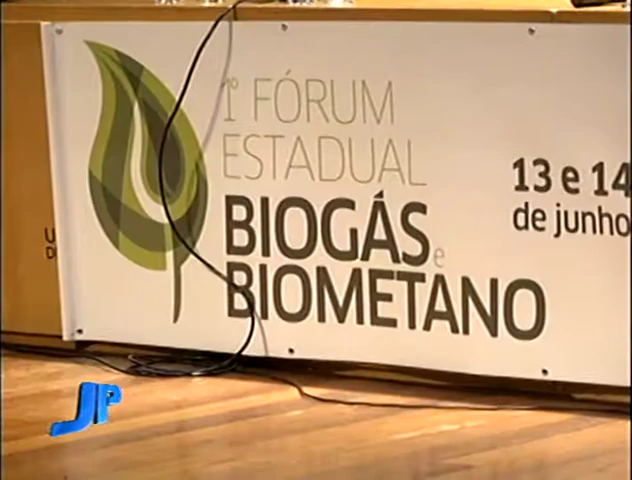 1º FÓRUM
ESTADUAL
BIOGÁS e
BIOMETANO
13 e 14
de junho
JP